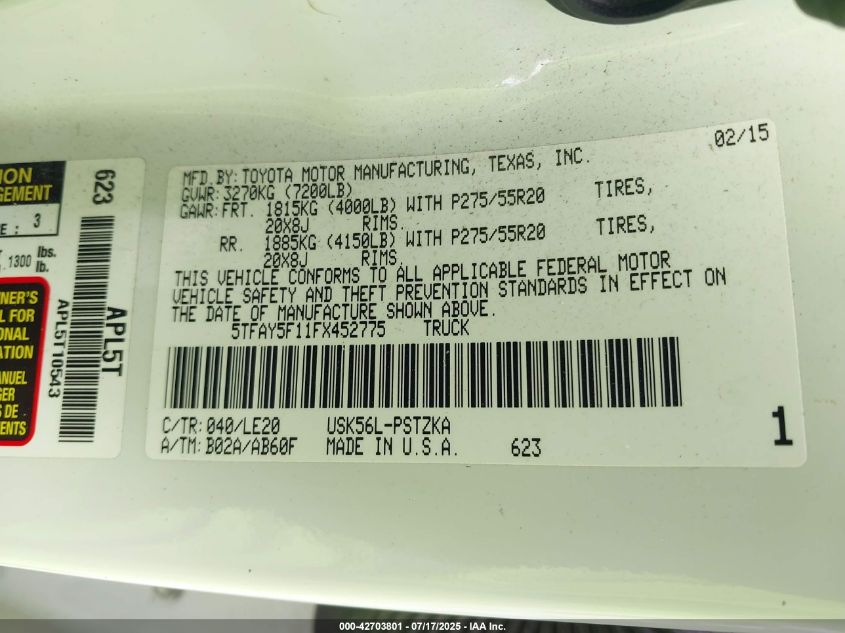 ION
GEMENT
E : 3
1300 lbs.
lb.
NER'S
L FOR
ONAL
ATION
ANUEL
GER
S DE
MENTS
623
APL5T
APL5T10543
02/15
MFD.BY:TOYOTA MOTOR MANUFACTURING, TEXAS, INC.
GVWR:3270KG (7200LB)
GAWR:FRT. 1815KG (4000LB) WITH P275/55R20 TIRES,
20X8J RIMS.
RR. 1885KG (4150LB) WITH P275/55R20 TIRES,
20X8J RIMS.
THIS VEHICLE CONFORMS TO ALL APPLICABLE FEDERAL MOTOR
VEHICLE SAFETY AND THEFT PREVENTION STANDARDS IN EFFECT ON
THE DATE OF MANUFACTURE SHOWN ABOVE.
5TFAY5F11FX452775 TRUCK
C/TR:040/LE20 USK56L-PSTZKA
A/TM:B02A/AB60F MADE IN U.S.A. 623
1
000-42703801 - 07/17/2025 - IAA Inc.